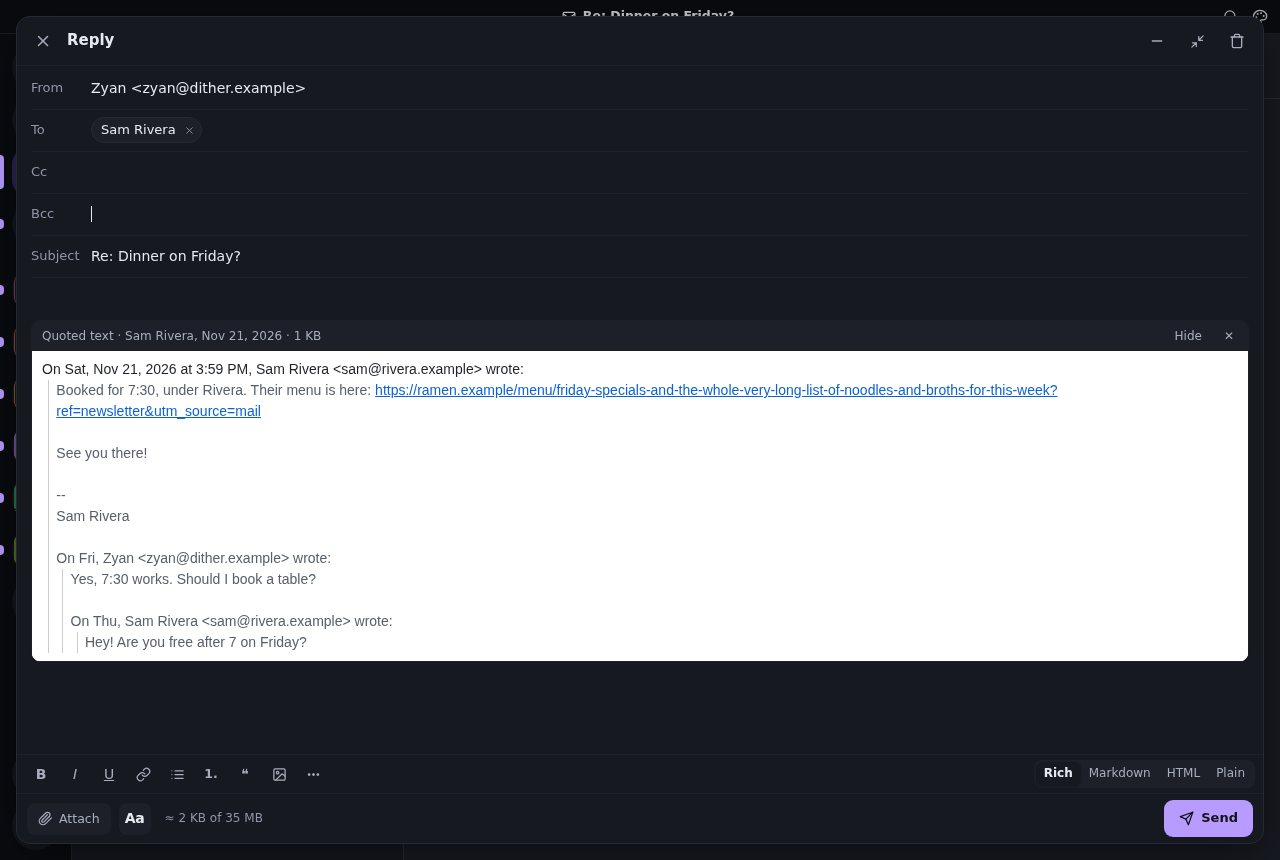 Re: Dinner on Friday?
Reply
From Zyan <zyan@dither.example>
To Sam Rivera
Cc
Bcc
Subject Re: Dinner on Friday?
Quoted text · Sam Rivera, Nov 21, 2026 · 1 KB Hide
On Sat, Nov 21, 2026 at 3:59 PM, Sam Rivera <sam@rivera.example> wrote:
Booked for 7:30, under Rivera. Their menu is here: https://ramen.example/menu/friday-specials-and-the-whole-very-long-list-of-noodles-and-broths-for-this-week?
ref=newsletter&utm_source=mail
See you there!
--
Sam Rivera
On Fri, Zyan <zyan@dither.example> wrote:
Yes, 7:30 works. Should I book a table?
On Thu, Sam Rivera <sam@rivera.example> wrote:
Hey! Are you free after 7 on Friday?
B I U 1. ❝ Rich Markdown HTML Plain
Attach Aa ≈ 2 KB of 35 MB Send